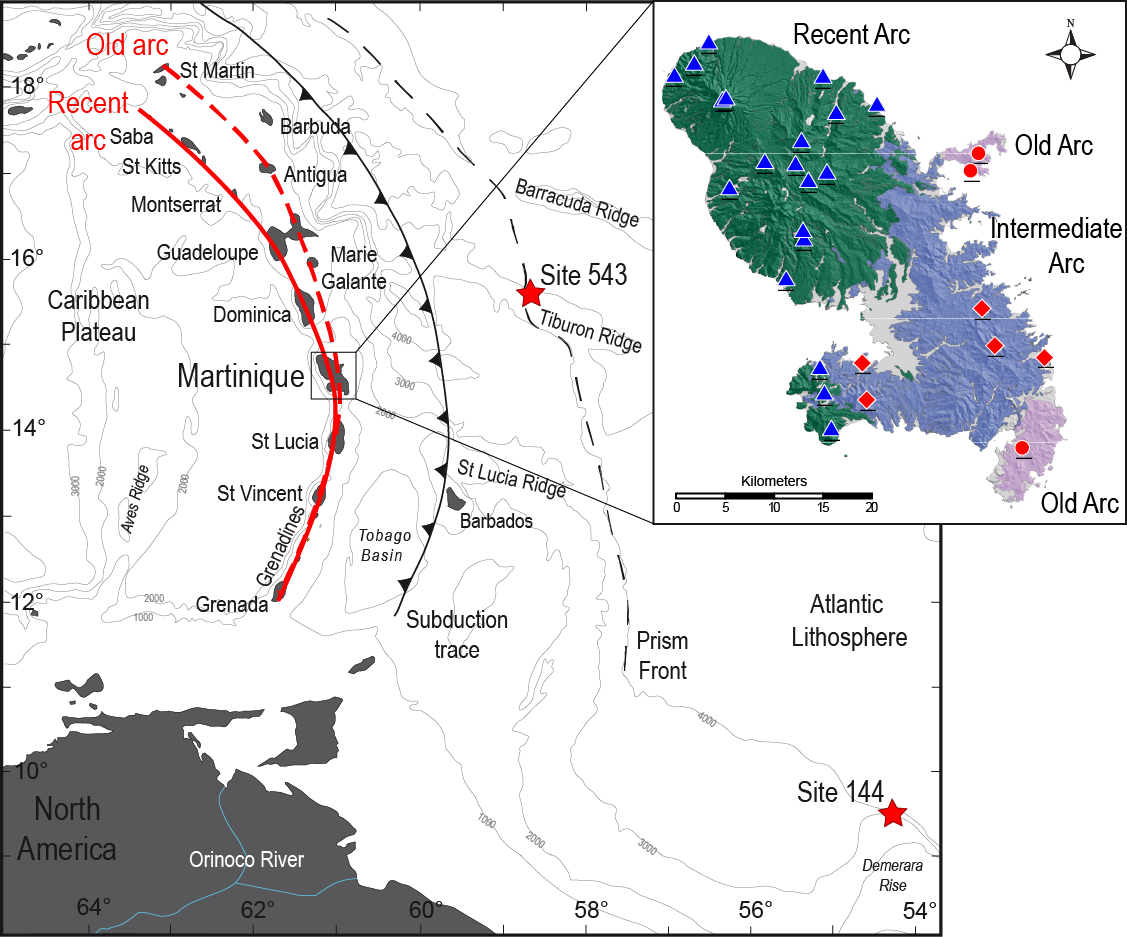 Old arc
St Martin
18°
Recent
arc
Saba
Barbuda
St Kitts
Antigua
Montserrat
Barracuda Ridge
16°
Guadeloupe
Marie
Galante
Site 543
Caribbean
Plateau
Dominica
Tiburon Ridge
4000
Martinique
3000
2000
14°
St Lucia
St Lucia Ridge
3000
2000
Aves Ridge
2000
St Vincent
Barbados
Grenadines
Tobago
Basin
12°
2000
1000
Grenada
Subduction
trace
Atlantic
Lithosphere
Prism
Front
4000
10°
North
America
Site 144
1000
2000
3000
Orinoco River
Demerara
Rise
64°
62°
60°
58°
56°
54°
Recent Arc
N
Old Arc
Intermediate
Arc
Kilometers
0 5 10 15 20
Old Arc